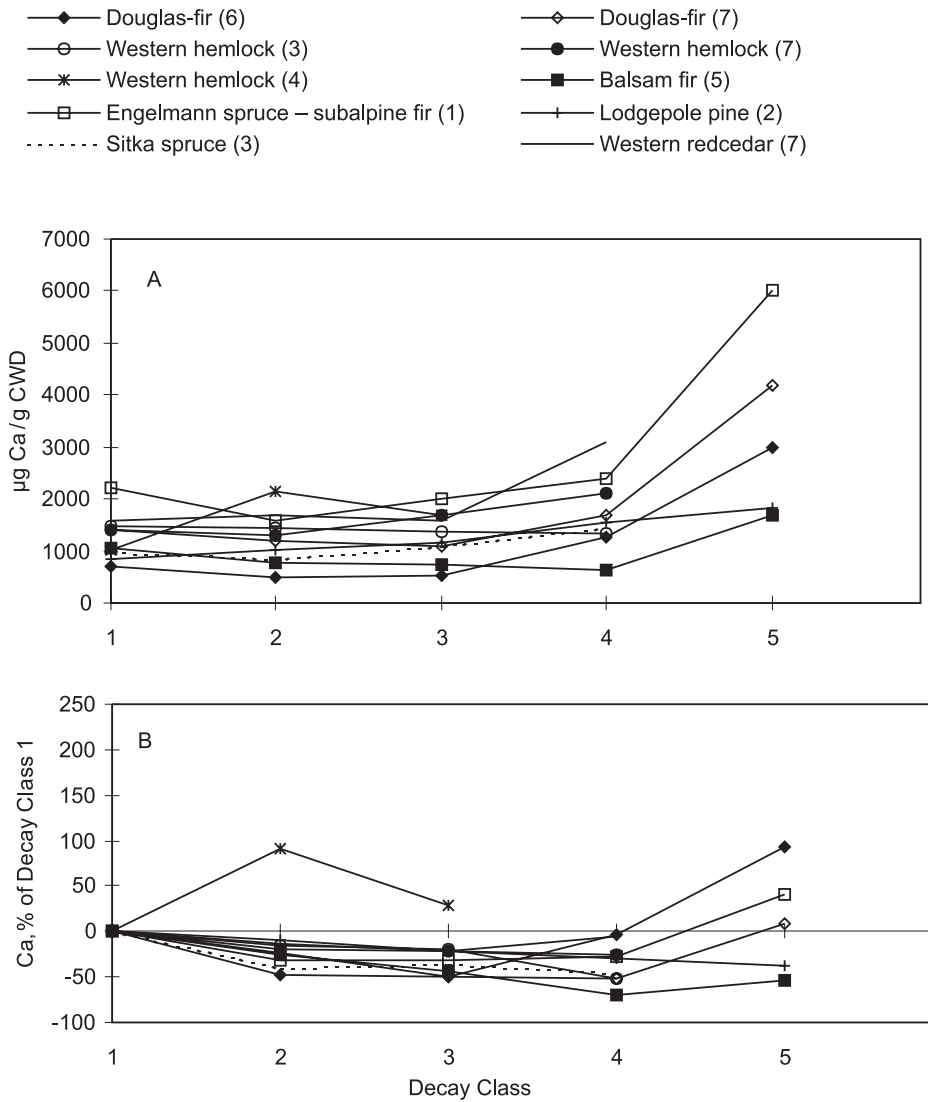 Douglas-fir (6)
Douglas-fir (7)
Western hemlock (3)
Western hemlock (7)
Western hemlock (4)
Balsam fir (5)
Engelmann spruce – subalpine fir (1)
Lodgepole pine (2)
Sitka spruce (3)
Western redcedar (7)
A
µg Ca / g CWD
7000
6000
5000
4000
3000
2000
1000
0
1 2 3 4 5
B
Ca, % of Decay Class 1
250
200
150
100
50
0
-50
-100
1 2 3 4 5
Decay Class